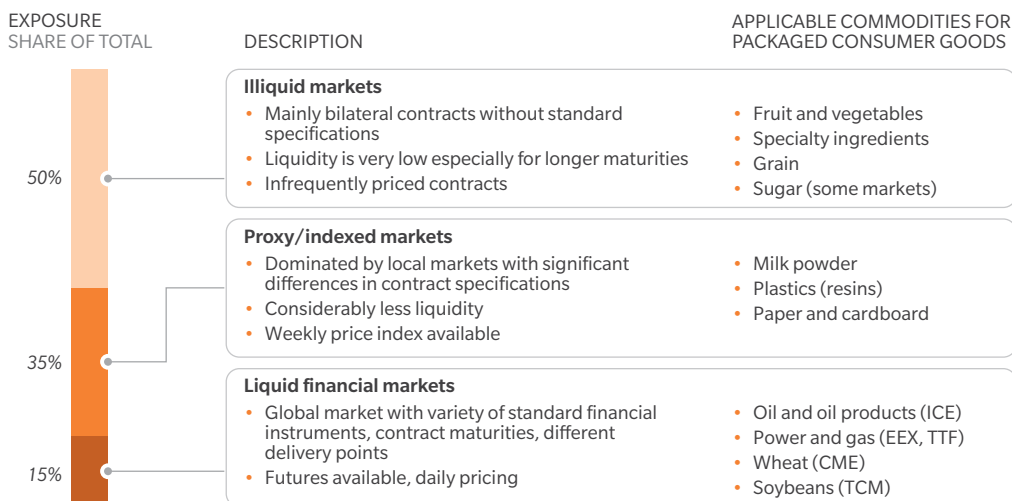 EXPOSURE
SHARE OF TOTAL
DESCRIPTION
APPLICABLE COMMODITIES FOR
PACKAGED CONSUMER GOODS
50%
Illiquid markets
• Mainly bilateral contracts without standard
specifications
• Liquidity is very low especially for longer maturities
• Infrequently priced contracts
• Fruit and vegetables
• Specialty ingredients
• Grain
• Sugar (some markets)
35%
Proxy/indexed markets
• Dominated by local markets with significant
differences in contract specifications
• Considerably less liquidity
• Weekly price index available
• Milk powder
• Plastics (resins)
• Paper and cardboard
15%
Liquid financial markets
• Global market with variety of standard financial
instruments, contract maturities, different
delivery points
• Futures available, daily pricing
• Oil and oil products (ICE)
• Power and gas (EEX, TTF)
• Wheat (CME)
• Soybeans (TCM)